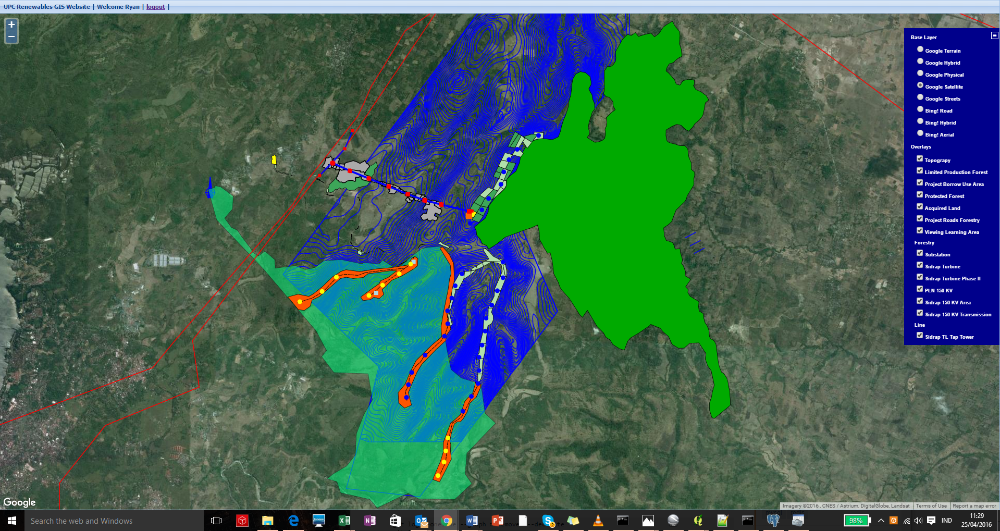 UPC Renewables GIS Website | Welcome Ryan | logout |
+
−
Base Layer
Google Terrain
Google Hybrid
Google Physical
Google Satellite
Google Streets
Bing! Road
Bing! Hybrid
Bing! Aerial
Overlays
Topograpy
Limited Production Forest
Project Borrow Use Area
Protected Forest
Acquired Land
Project Roads Forestry
Viewing Learning Area
Forestry
Substation
Sidrap Turbine
Sidrap Turbine Phase II
PLN 150 KV
Sidrap 150 KV Area
Sidrap 150 KV Transmission
Line
Sidrap TL Tap Tower
Google
Imagery ©2016 , CNES / Astrium, DigitalGlobe, Landsat
Terms of Use
Report a map error
Search the web and Windows
98%
IND
11:29
25/04/2016